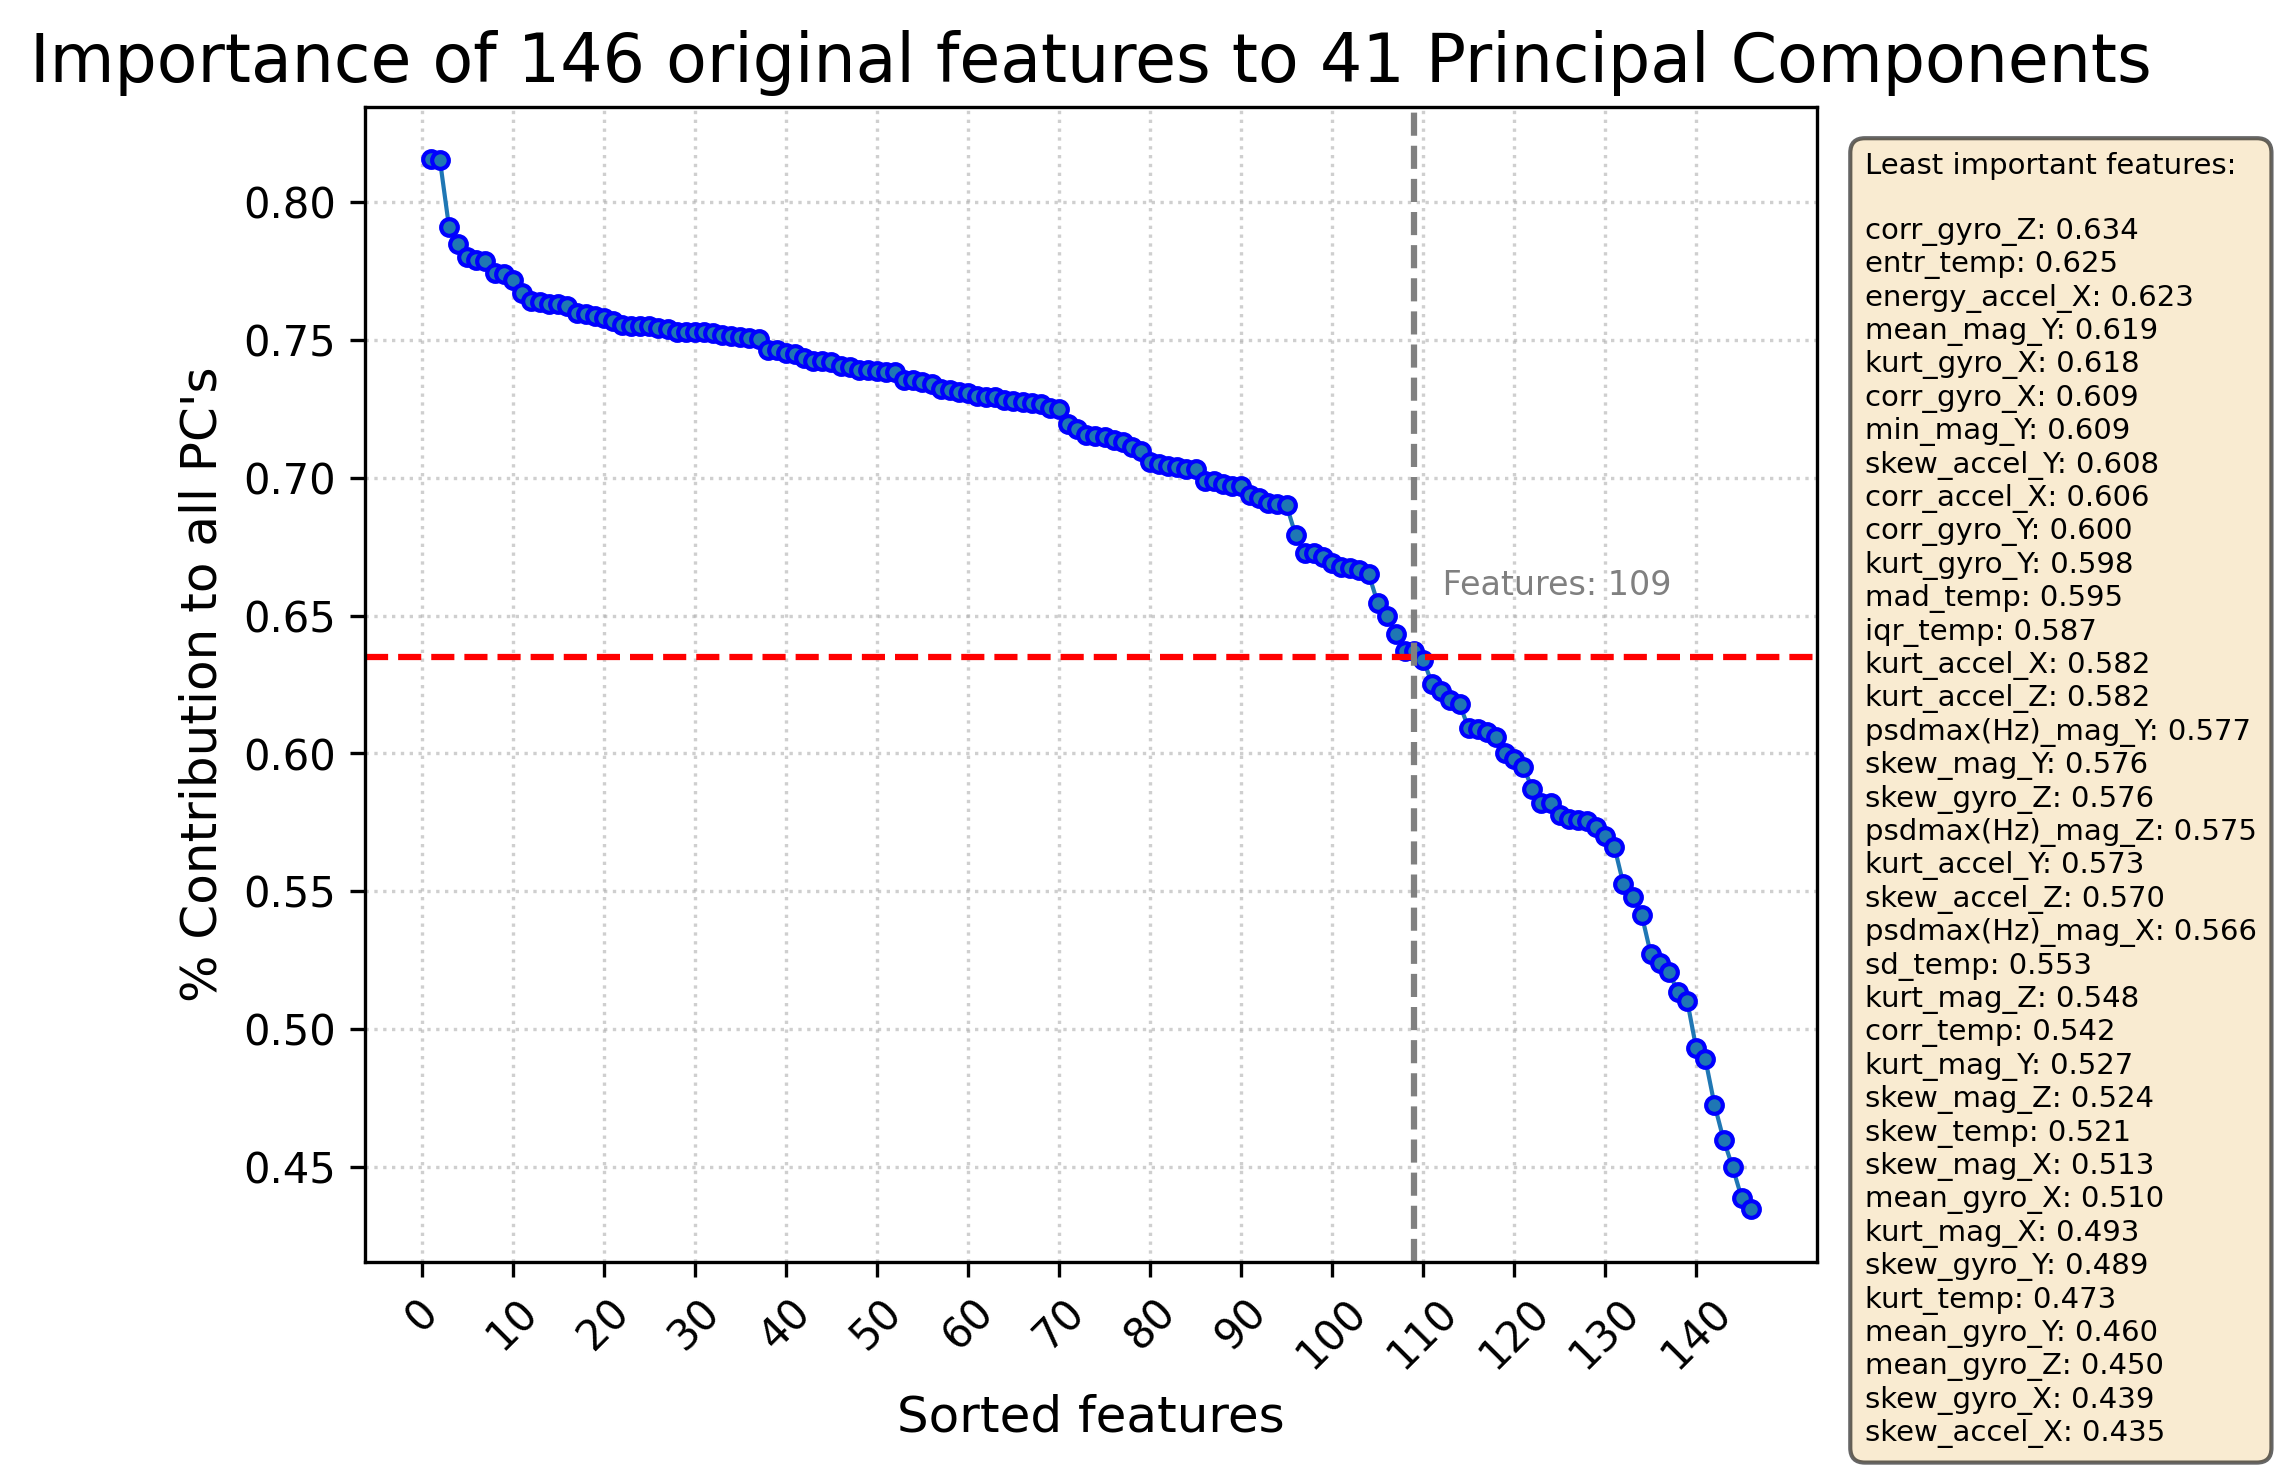 Importance of 146 original features to 41 Principal Components
% Contribution to all PC's
0.80
0.75
0.70
0.65
0.60
0.55
0.50
0.45
Features: 109
0
10
20
30
40
50
60
70
80
90
100
110
120
130
140
Sorted features
Least important features:
corr_gyro_Z: 0.634
entr_temp: 0.625
energy_accel_X: 0.623
mean_mag_Y: 0.619
kurt_gyro_X: 0.618
corr_gyro_X: 0.609
min_mag_Y: 0.609
skew_accel_Y: 0.608
corr_accel_X: 0.606
corr_gyro_Y: 0.600
kurt_gyro_Y: 0.598
mad_temp: 0.595
iqr_temp: 0.587
kurt_accel_X: 0.582
kurt_accel_Z: 0.582
psdmax(Hz)_mag_Y: 0.577
skew_mag_Y: 0.576
skew_gyro_Z: 0.576
psdmax(Hz)_mag_Z: 0.575
kurt_accel_Y: 0.573
skew_accel_Z: 0.570
psdmax(Hz)_mag_X: 0.566
sd_temp: 0.553
kurt_mag_Z: 0.548
corr_temp: 0.542
kurt_mag_Y: 0.527
skew_mag_Z: 0.524
skew_temp: 0.521
skew_mag_X: 0.513
mean_gyro_X: 0.510
kurt_mag_X: 0.493
skew_gyro_Y: 0.489
kurt_temp: 0.473
mean_gyro_Y: 0.460
mean_gyro_Z: 0.450
skew_gyro_X: 0.439
skew_accel_X: 0.435